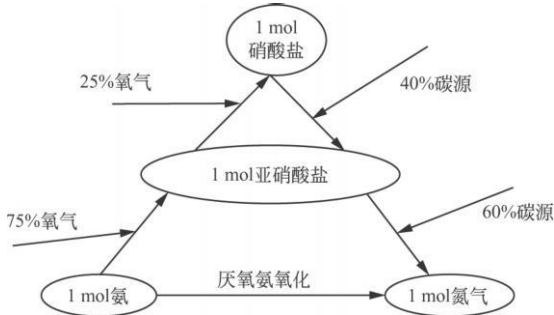 1 mol
硝酸盐
25%氧气
40%碳源
1 mol亚硝酸盐
75%氧气
60%碳源
厌氧氨氧化
1 mol氨
1 mol氮气